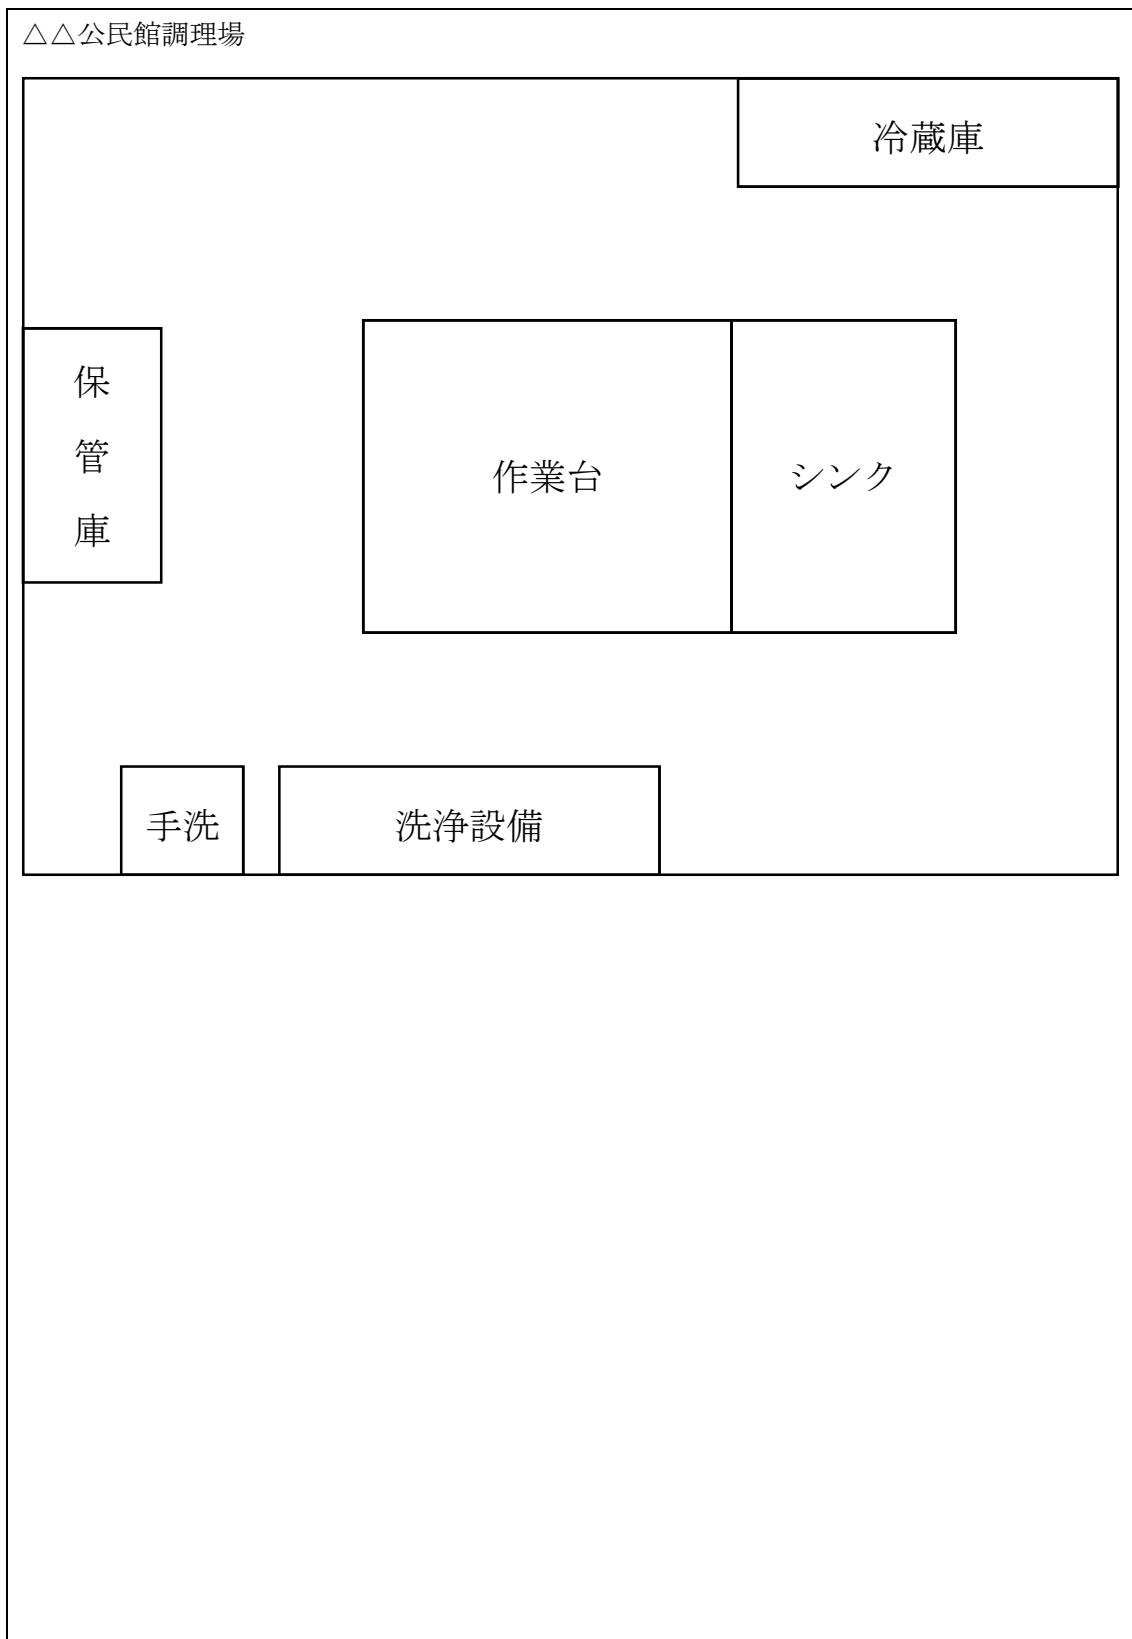 △△公民館調理場
冷蔵庫
保
管
庫
作業台
シンク
手洗
洗浄設備